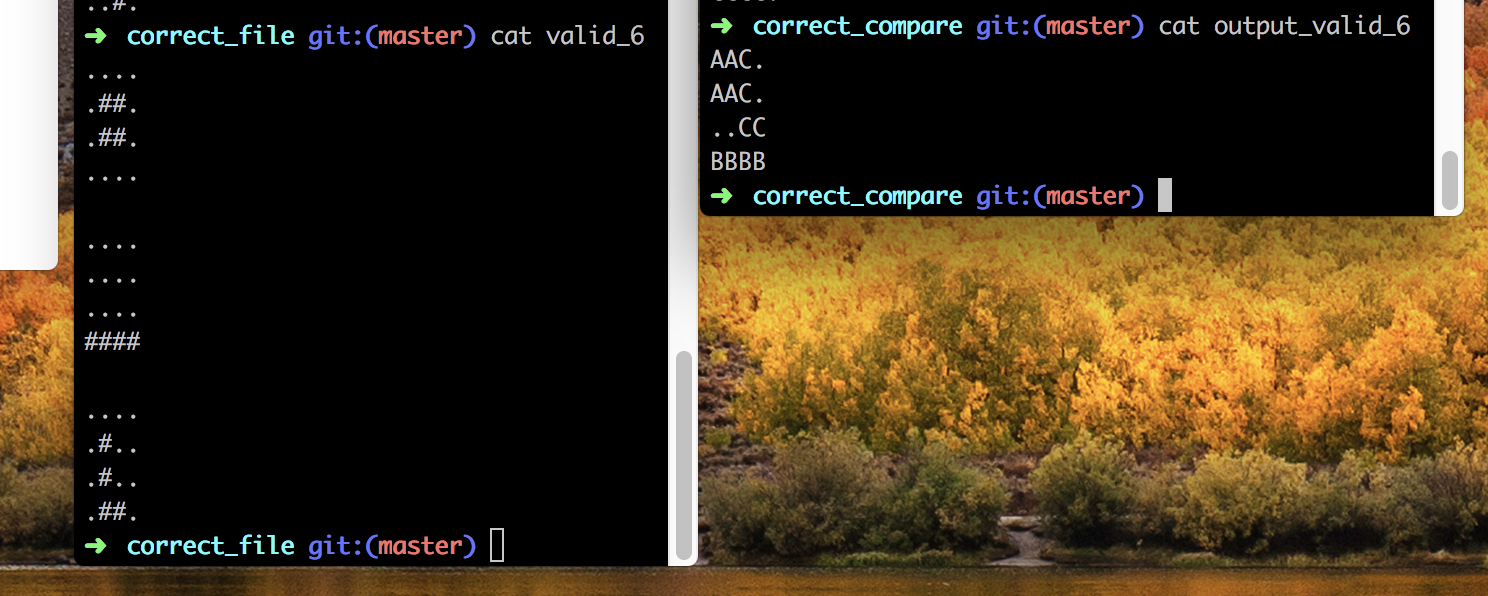 ..#.
➜ correct_file git:(master) cat valid_6
....
.##.
.##.
....

....
....
....
####

....
.#..
.#..
.##.
➜ correct_file git:(master)
➜ correct_compare git:(master) cat output_valid_6
AAC.
AAC.
..CC
BBBB
➜ correct_compare git:(master)